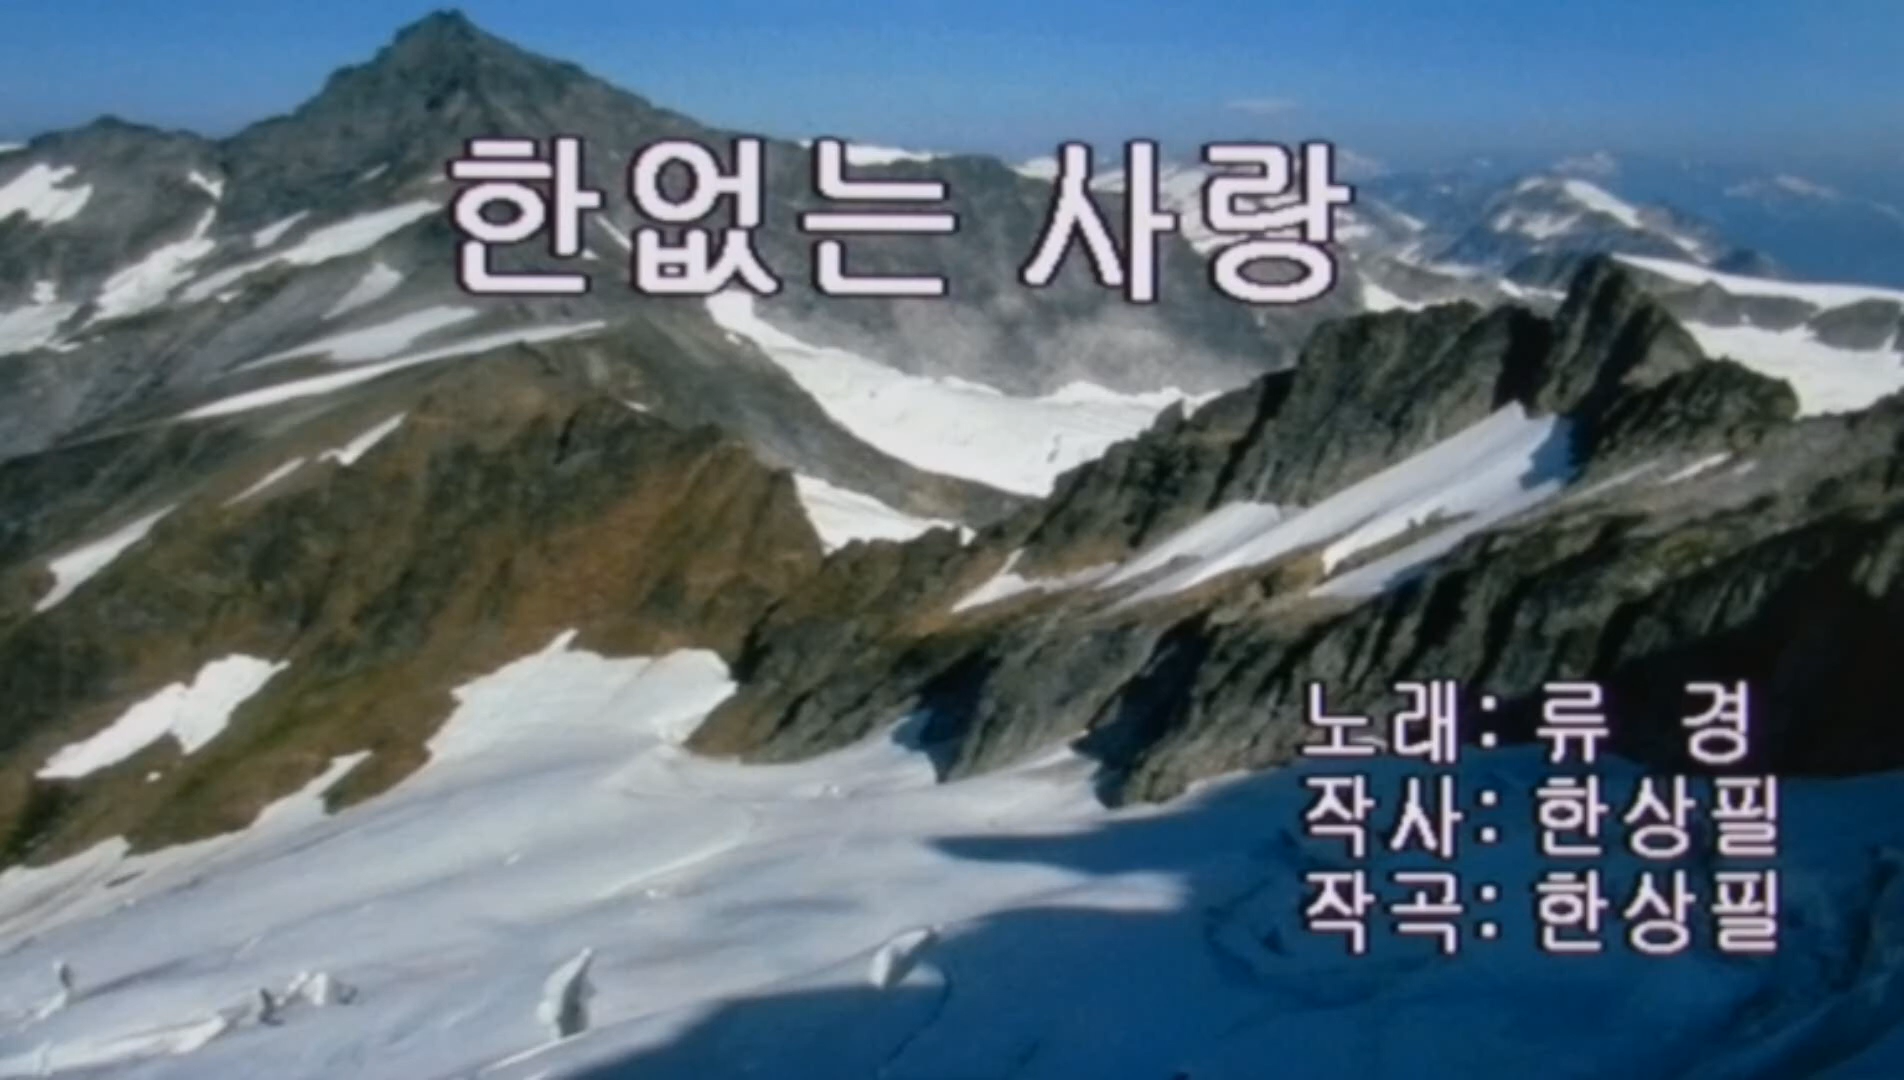 한없는 사랑
노래: 류 경
작사: 한상필
작곡: 한상필